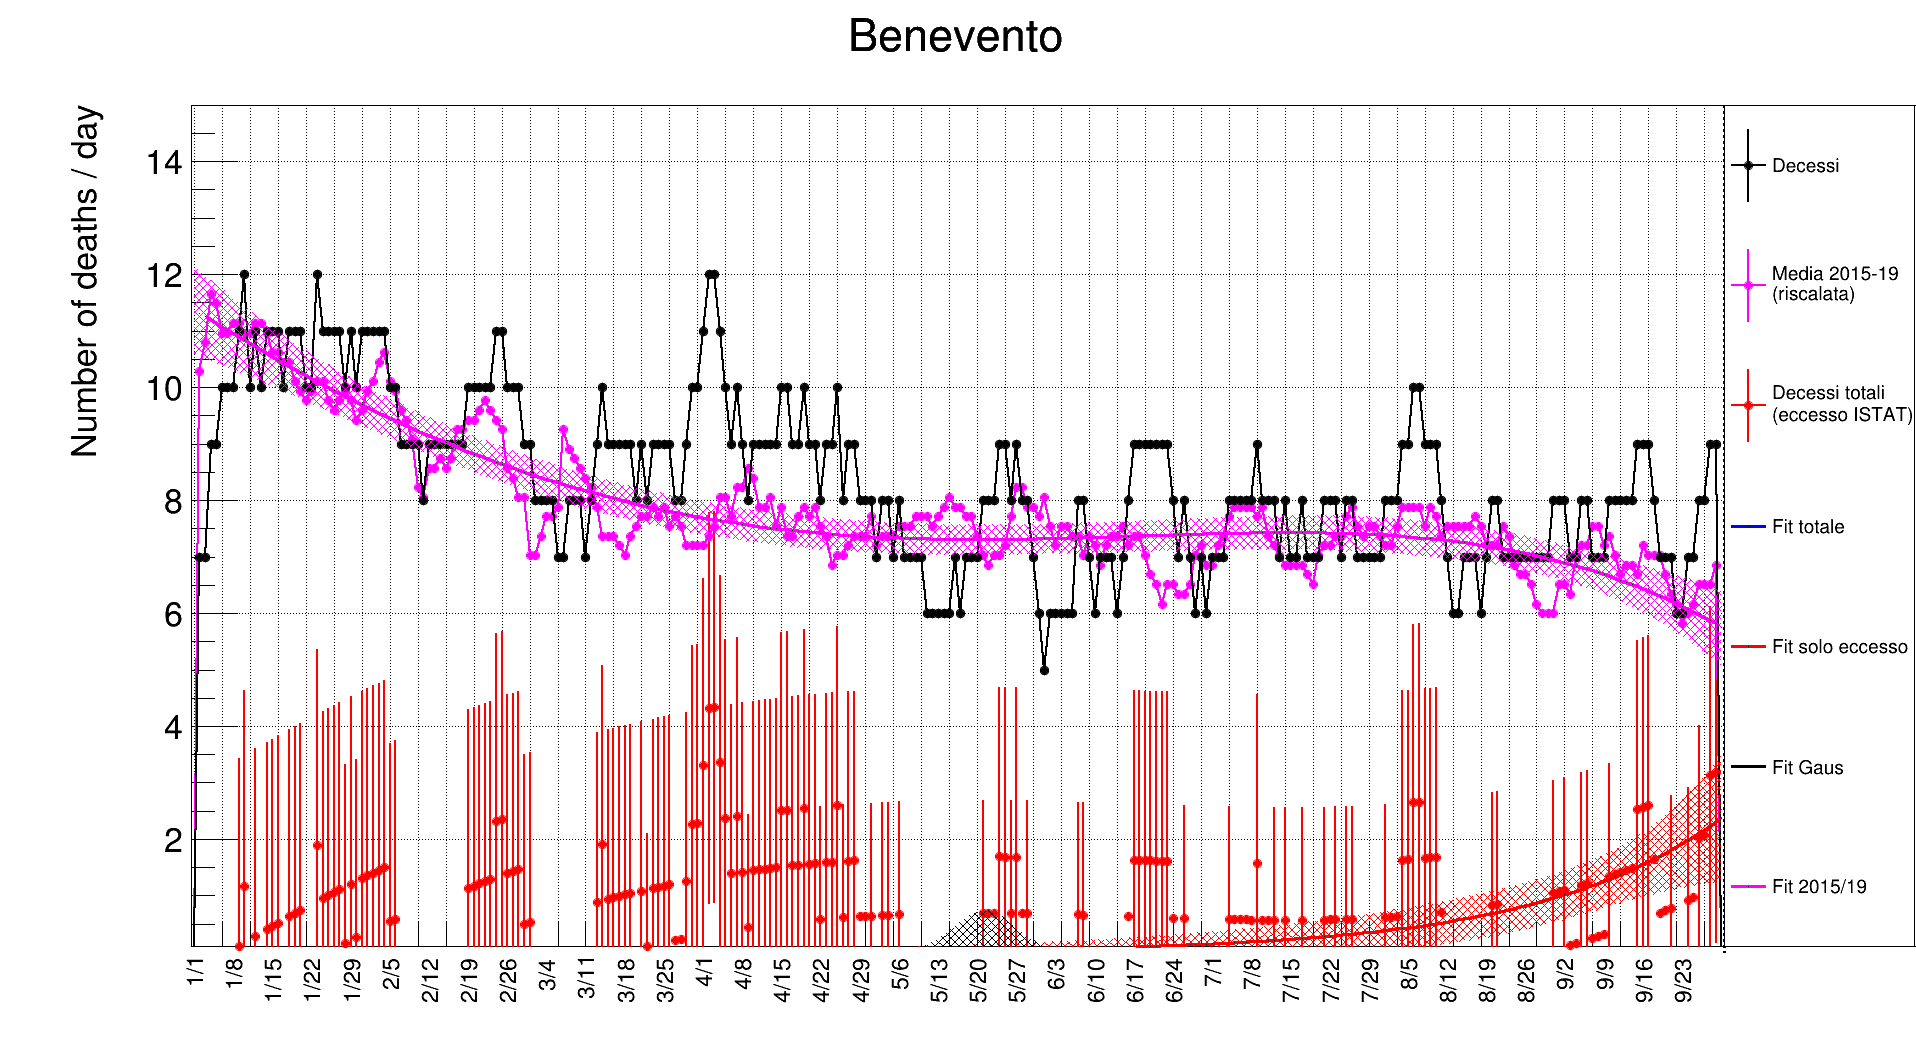 Benevento
Number of deaths / day
14
12
10
8
6
4
2
1/1 1/8 1/15 1/22 1/29 2/5 2/12 2/19 2/26 3/4 3/11 3/18 3/25 4/1 4/8 4/15 4/22 4/29 5/6 5/13 5/20 5/27 6/3 6/10 6/17 6/24 7/1 7/8 7/15 7/22 7/29 8/5 8/12 8/19 8/26 9/2 9/9 9/16 9/23
Decessi
Media 2015-19
(riscalata)
Decessi totali
(eccesso ISTAT)
Fit totale
Fit solo eccesso
Fit Gaus
Fit 2015/19